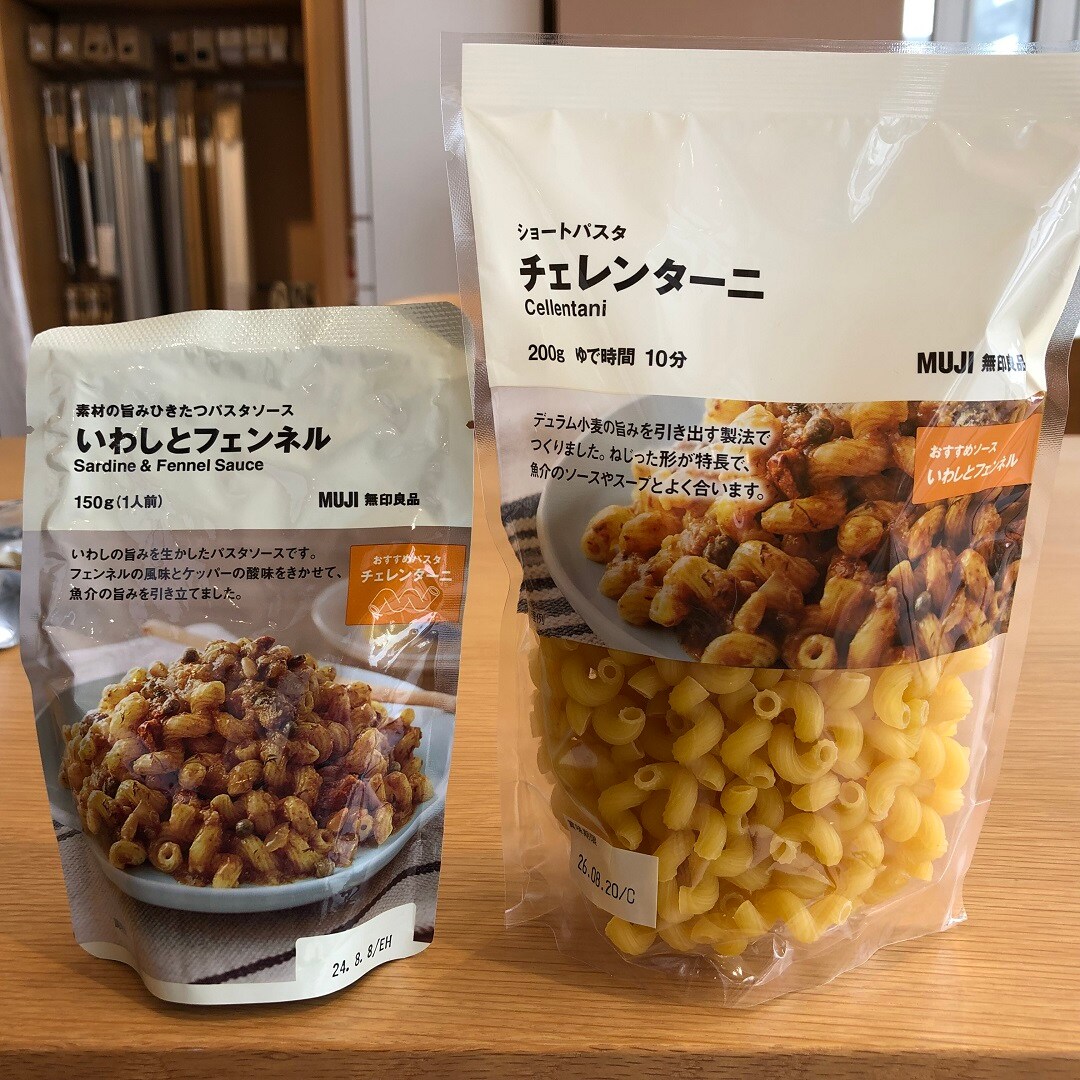 素材の旨みひきたつパスタソース
いわしとフェンネル
Sardine & Fennel Sauce
150g(1人前)
MUJI 無印良品
いわしの旨みを生かしたパスタソースです。
フェンネルの風味とケッパーの酸味をきかせて、
魚介の旨みを引き立てました。
おすすめパスタ
チェレンターニ
24. 8. 8/EH
ショートパスタ
チェレンターニ
Cellentani
200g ゆで時間 10分
MUJI 無印良品
デュラム小麦の旨みを引き出す製法で
つくりました。ねじった形が特長で、
魚介のソースやスープとよく合います。
おすすめソース
いわしとフェンネル
賞味期限
26.08.20/C